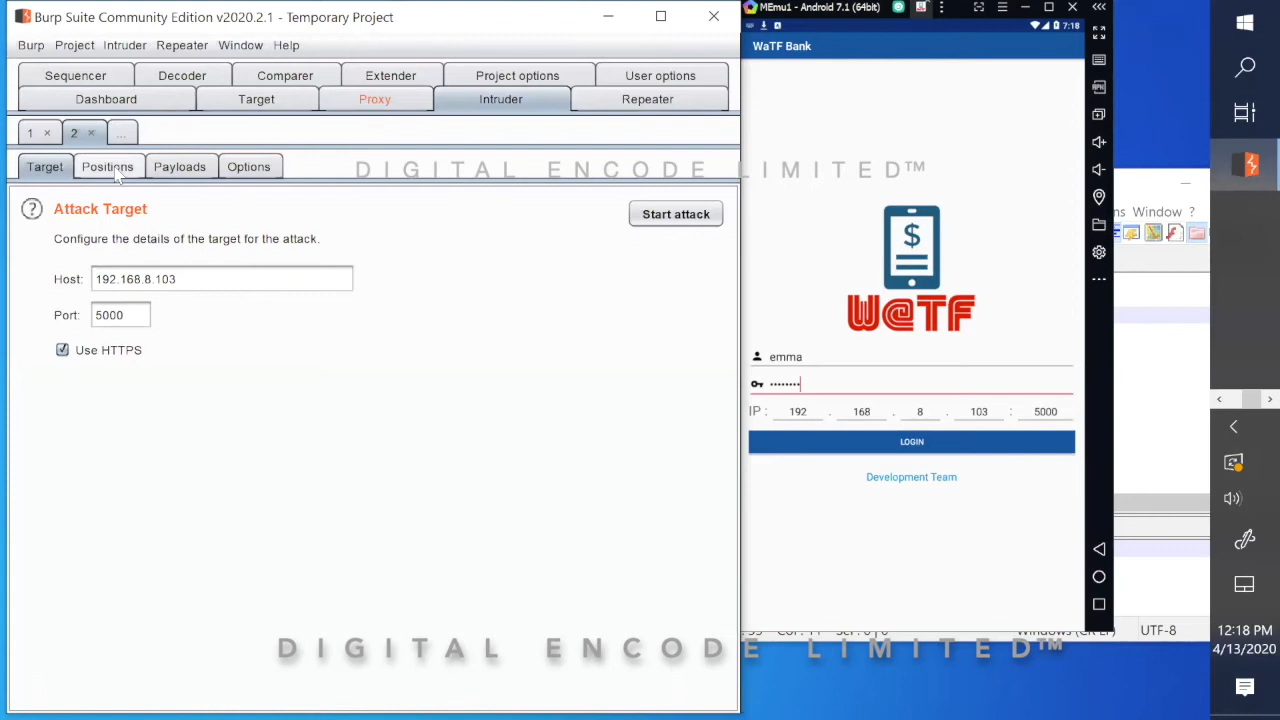 Burp Suite Community Edition v2020.2.1 - Temporary Project
Burp Project Intruder Repeater Window Help
Sequencer Decoder Comparer Extender Project options User options
Dashboard Target Proxy Intruder Repeater
1 × 2 × ...
Target Positions Payloads Options
DIGITAL ENCODE LIMITED™
? Attack Target
Start attack
Configure the details of the target for the attack.
Host: 192.168.8.103
Port: 5000
Use HTTPS
MEmu1 - Android 7.1 (64bit)
7:18
WaTF Bank
$
W@TF
emma
••••••••
IP : 192 . 168 . 8 . 103 : 5000
LOGIN
Development Team
APK
Window ?
UTF-8
DIGITAL ENCODE LIMITED™
12:18 PM
4/13/2020